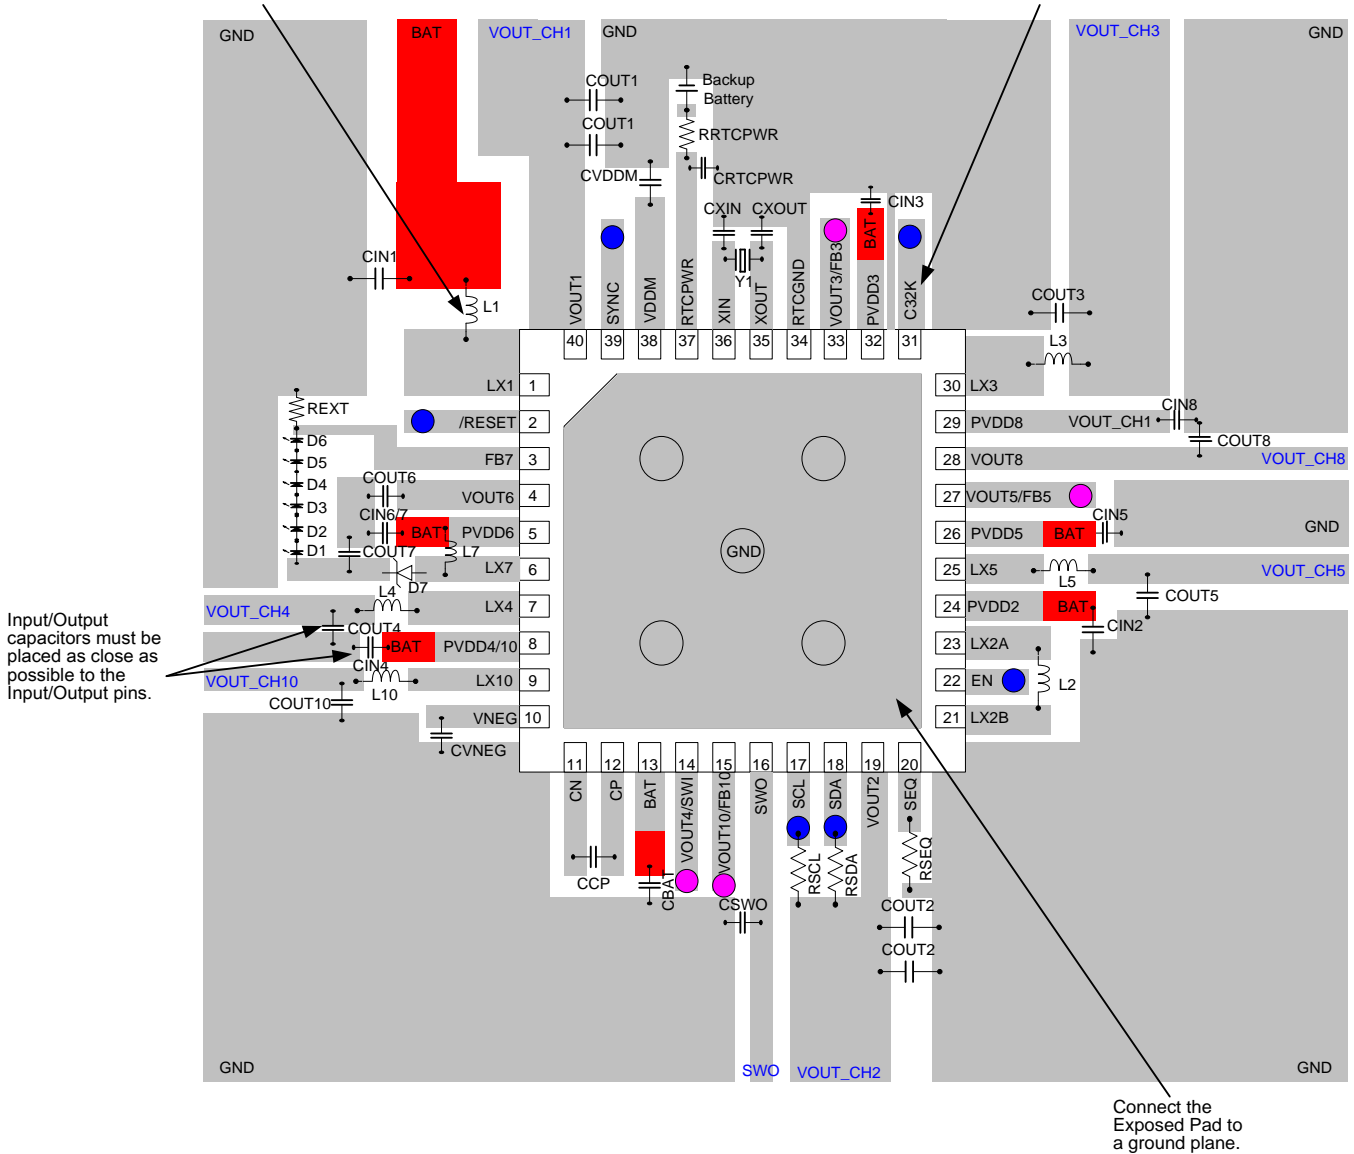 GND
BAT
VOUT_CH1
GND
VOUT_CH3
GND
COUT1
Backup
Battery
COUT1
RRTCPWR
CVDDM
CRTCPWR
CIN3
CXIN
CXOUT
BAT
CIN1
Y1
L1
COUT3
L3
VOUT1
SYNC
VDDM
RTCPWR
XIN
XOUT
RTCGND
VOUT3/FB3
PVDD3
C32K
40
39
38
37
36
35
34
33
32
31
LX1
1
30
LX3
REXT
/RESET
2
29
PVDD8
VOUT_CH1
CIN8
COUT8
D6
D5
D4
D3
D2
D1
FB7
3
28
VOUT8
VOUT_CH8
COUT6
VOUT6
4
27
VOUT5/FB5
CIN6/7
BAT
PVDD6
5
26
PVDD5
BAT
CIN5
GND
COUT7
L7
GND
D7
LX7
6
25
LX5
L5
VOUT_CH5
COUT5
VOUT_CH4
L4
LX4
7
24
PVDD2
BAT
CIN2
Input/Output
capacitors must be
placed as close as
possible to the
Input/Output pins.
COUT4
BAT
PVDD4/10
8
23
LX2A
CIN4
VOUT_CH10
L10
LX10
9
22
EN
L2
COUT10
VNEG
10
21
LX2B
CVNEG
11
12
13
14
15
16
17
18
19
20
CN
CP
BAT
VOUT4/SWI
VOUT10/FB10
SWO
SCL
SDA
VOUT2
SEQ
CCP
CBAT
CSWO
RSCL
RSDA
RSEQ
COUT2
COUT2
GND
SWO
VOUT_CH2
GND
Connect the
Exposed Pad to
a ground plane.